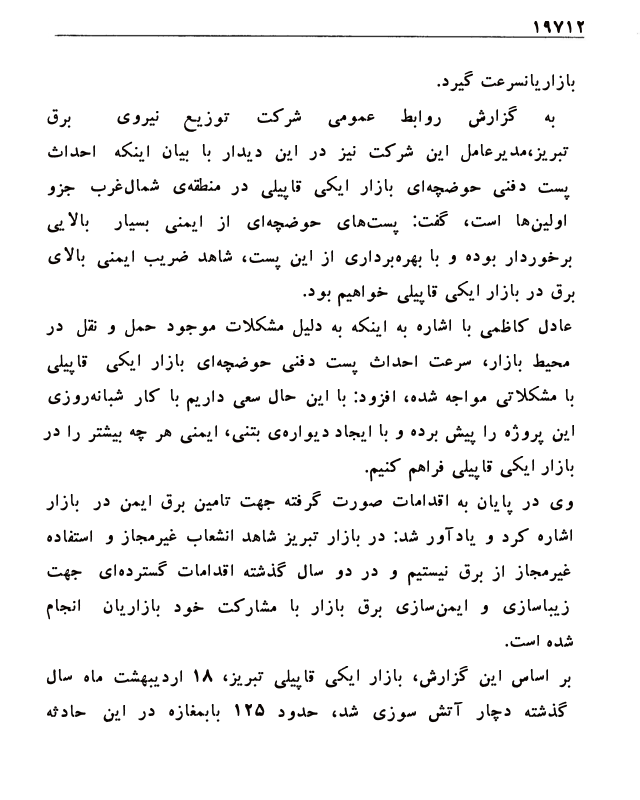 ۱۹۷۱۲
بازاریانسرعت گیرد.
به گزارش روابط عمومی شرکت توزیع نیروی برق
تبریز،مدیرعامل این شرکت نیز در این دیدار با بیان اینکه احداث
پست دفنی حوضچه‌ای بازار ایکی قاپیلی در منطقه‌ی شمال‌غرب جزو
اولین‌ها است، گفت: پست‌های حوضچه‌ای از ایمنی بسیار بالایی
برخوردار بوده و با بهره‌برداری از این پست، شاهد ضریب ایمنی بالای
برق در بازار ایکی قاپیلی خواهیم بود.
عادل کاظمی با اشاره به اینکه به دلیل مشکلات موجود حمل و نقل در
محیط بازار، سرعت احداث پست دفنی حوضچه‌ای بازار ایکی قاپیلی
با مشکلاتی مواجه شده، افزود: با این حال سعی داریم با کار شبانه‌روزی
این پروژه را پیش برده و با ایجاد دیواره‌ی بتنی، ایمنی هر چه بیشتر را در
بازار ایکی قاپیلی فراهم کنیم.
وی در پایان به اقدامات صورت گرفته جهت تامین برق ایمن در بازار
اشاره کرد و یادآور شد: در بازار تبریز شاهد انشعاب غیرمجاز و استفاده
غیرمجاز از برق نیستیم و در دو سال گذشته اقدامات گسترده‌ای جهت
زیباسازی و ایمن‌سازی برق بازار با مشارکت خود بازاریان انجام
شده است.
بر اساس این گزارش، بازار ایکی قاپیلی تبریز، ۱۸ اردیبهشت ماه سال
گذشته دچار آتش سوزی شد، حدود ۱۲۵ بابمغازه در این حادثه